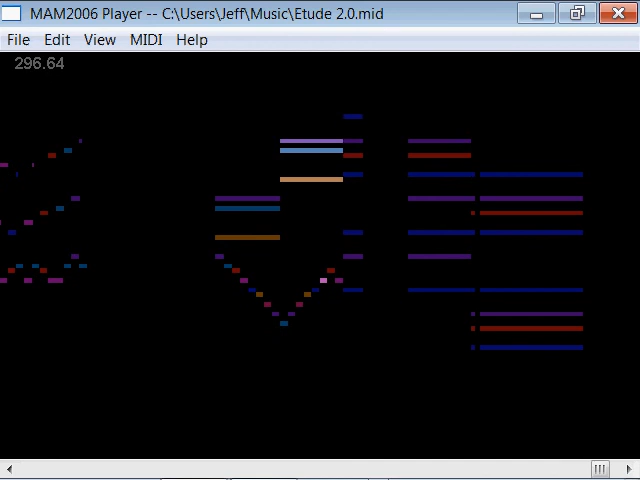 MAM2006 Player -- C:\Users\Jeff\Music\Etude 2.0.mid
File Edit View MIDI Help
296.64